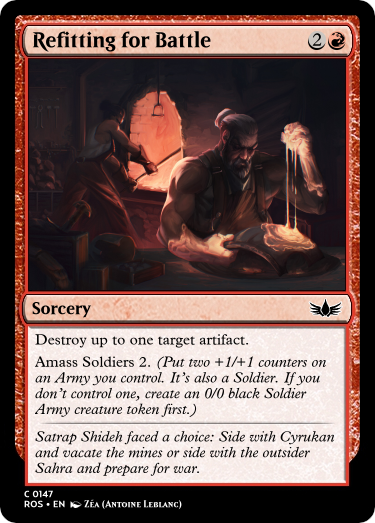 Refitting for Battle 2
Sorcery
Destroy up to one target artifact.
Amass Soldiers 2. (Put two +1/+1 counters on
an Army you control. It's also a Soldier. If you
don't control one, create an 0/0 black Soldier
Army creature token first.)
Satrap Shideh faced a choice: Side with Cyrukan
and vacate the mines or side with the outsider
Sahra and prepare for war.
C 0147
ROS • EN Zéa (Antoine Leblanc)